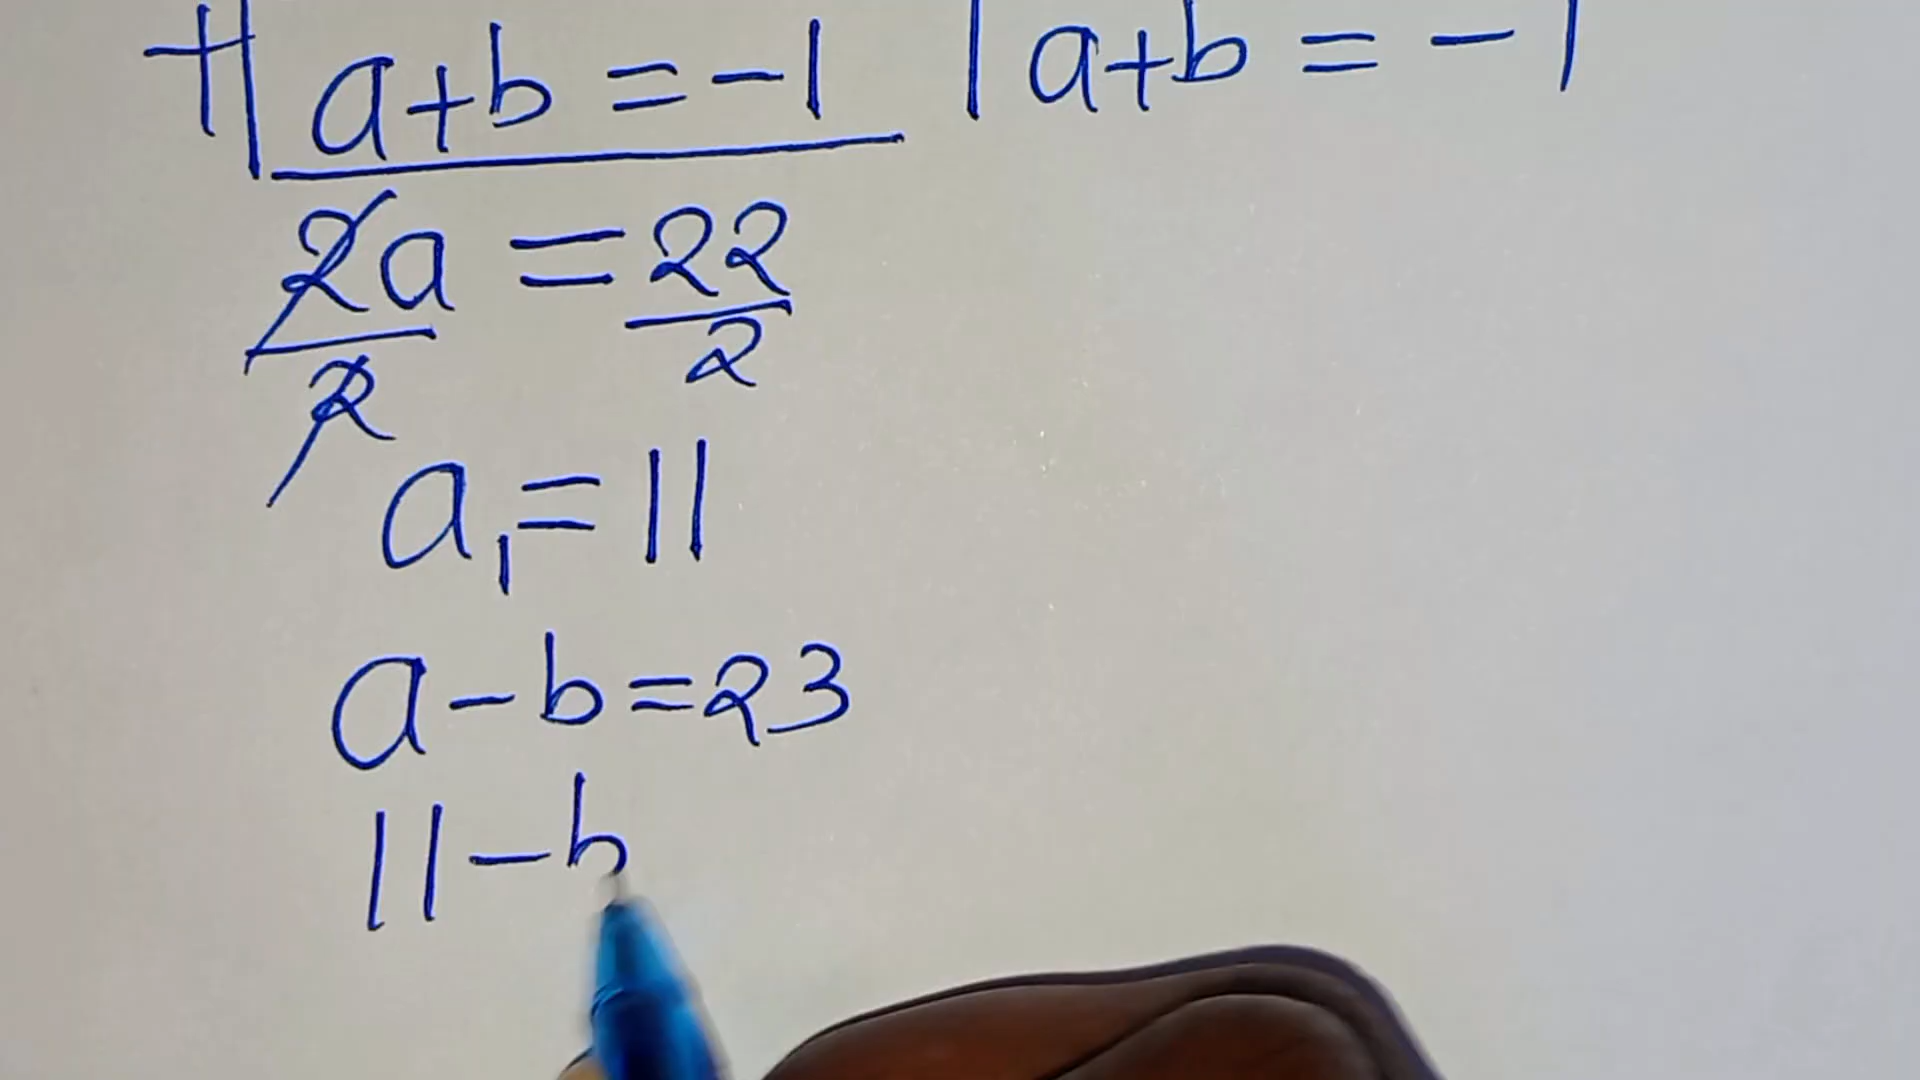 +| a+b = -1 | a+b = -1
2a/2 = 22/2
a₁ = 11
a - b = 23
11 - b